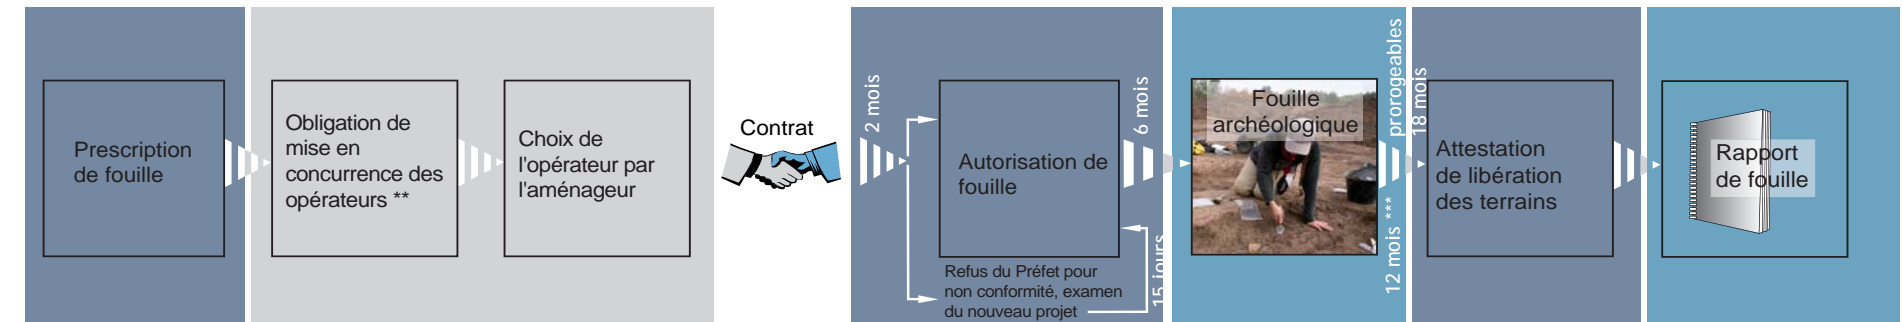 Prescription
de fouille
Obligation de
mise en
concurrence des
opérateurs **
Choix de
l'opérateur par
l'aménageur
Contrat
2 mois
Autorisation de
fouille
Refus du Préfet pour
non conformité, examen
du nouveau projet
15 jours
6 mois
Fouille
archéologique
12 mois *** prorogeables
18 mois
Attestation
de libération
des terrains
Rapport
de fouille